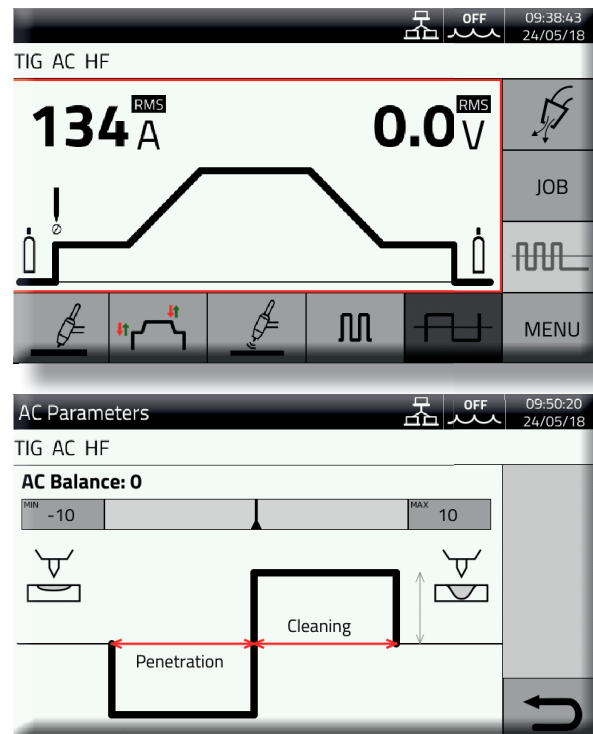 OFF 09:38:43
24/05/18
TIG AC HF
134 RMS A 0.0 RMS V
JOB
MENU
AC Parameters OFF 09:50:20
24/05/18
TIG AC HF
AC Balance: 0
MIN -10 MAX 10
Cleaning
Penetration